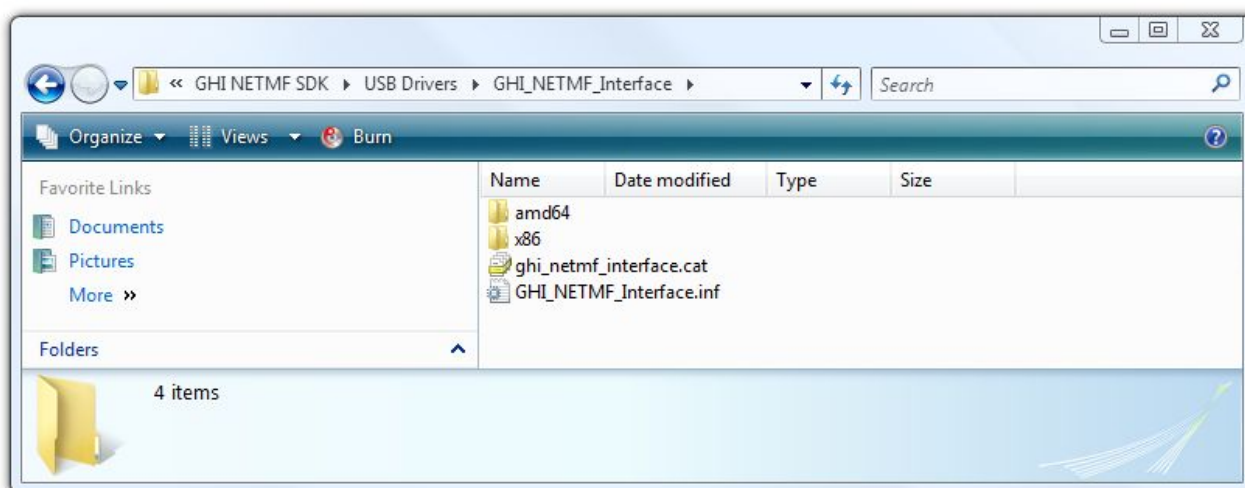 « GHI NETMF SDK ▸ USB Drivers ▸ GHI_NETMF_Interface ▸ Search
Organize Views Burn
Favorite Links
Documents
Pictures
More »
Folders
Name Date modified Type Size
amd64
x86
ghi_netmf_interface.cat
GHI_NETMF_Interface.inf
4 items